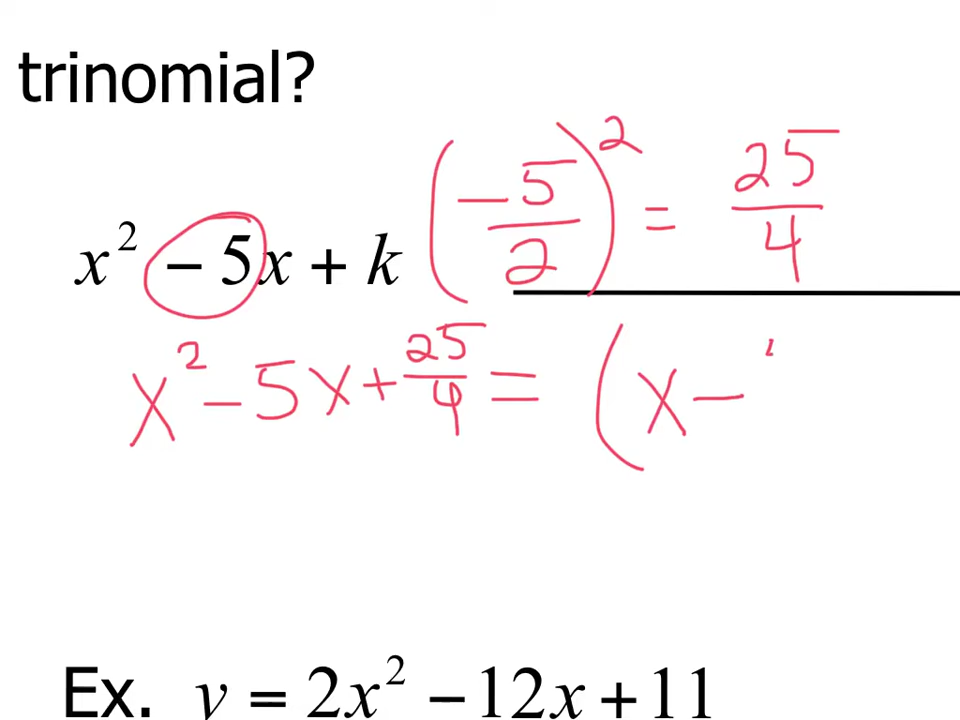 trinomial?
x² − 5x + k (−5/2)² = 25/4
x² − 5x + 25/4 = (x −
Ex. y = 2x² − 12x + 11